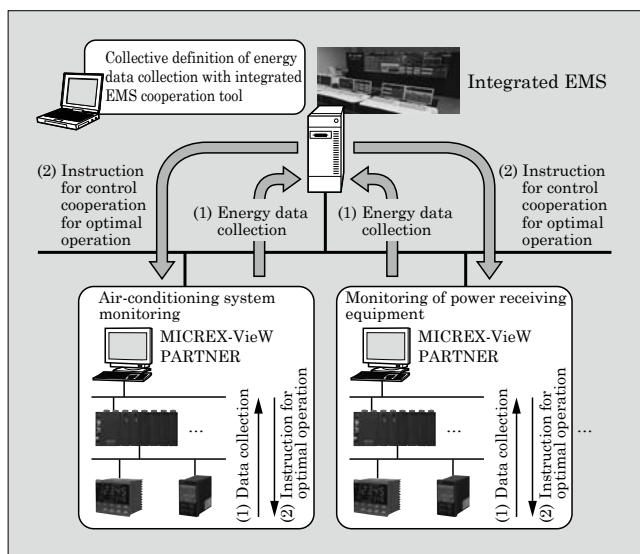 Collective definition of energy
data collection with integrated
EMS cooperation tool
Integrated EMS
(2) Instruction
for control
cooperation
for optimal
operation
(1) Energy data
collection
(1) Energy data
collection
(2) Instruction
for control
cooperation
for optimal
operation
Air-conditioning system
monitoring
MICREX-VieW
PARTNER
...
(1) Data collection
(2) Instruction for
optimal operation
Monitoring of power receiving
equipment
MICREX-VieW
PARTNER
...
(1) Data collection
(2) Instruction for
optimal operation
...